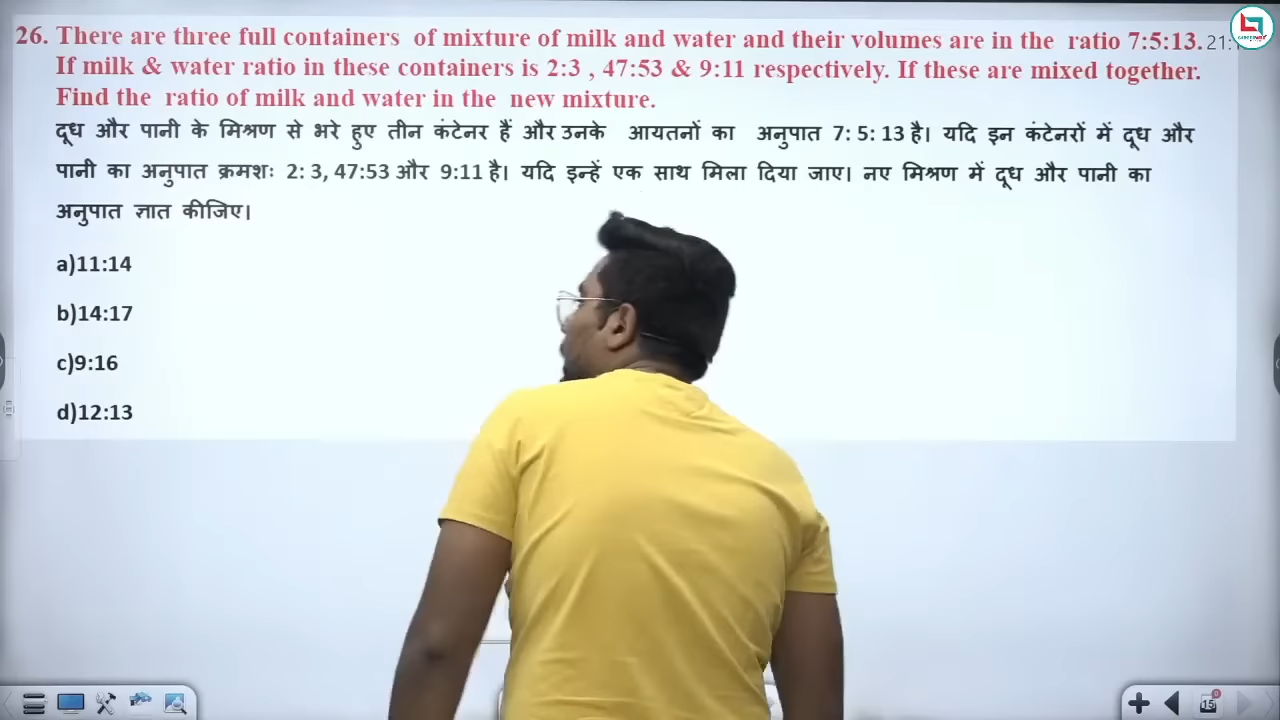 26. There are three full containers of mixture of milk and water and their volumes are in the ratio 7:5:13.
If milk & water ratio in these containers is 2:3 , 47:53 & 9:11 respectively. If these are mixed together.
Find the ratio of milk and water in the new mixture.
दूध और पानी के मिश्रण से भरे हुए तीन कंटेनर हैं और उनके आयतनों का अनुपात 7: 5: 13 है। यदि इन कंटेनरों में दूध और
पानी का अनुपात क्रमशः 2: 3, 47:53 और 9:11 है। यदि इन्हें एक साथ मिला दिया जाए। नए मिश्रण में दूध और पानी का
अनुपात ज्ञात कीजिए।
a)11:14
b)14:17
c)9:16
d)12:13
15